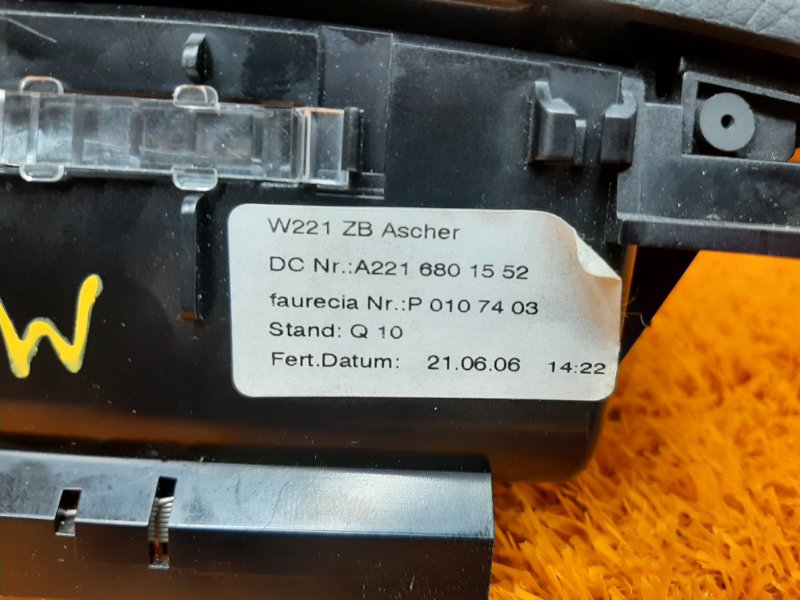 W221 ZB Ascher
DC Nr.:A221 680 15 52
faurecia Nr.:P 010 74 03
Stand: Q 10
Fert.Datum: 21.06.06 14:22
W